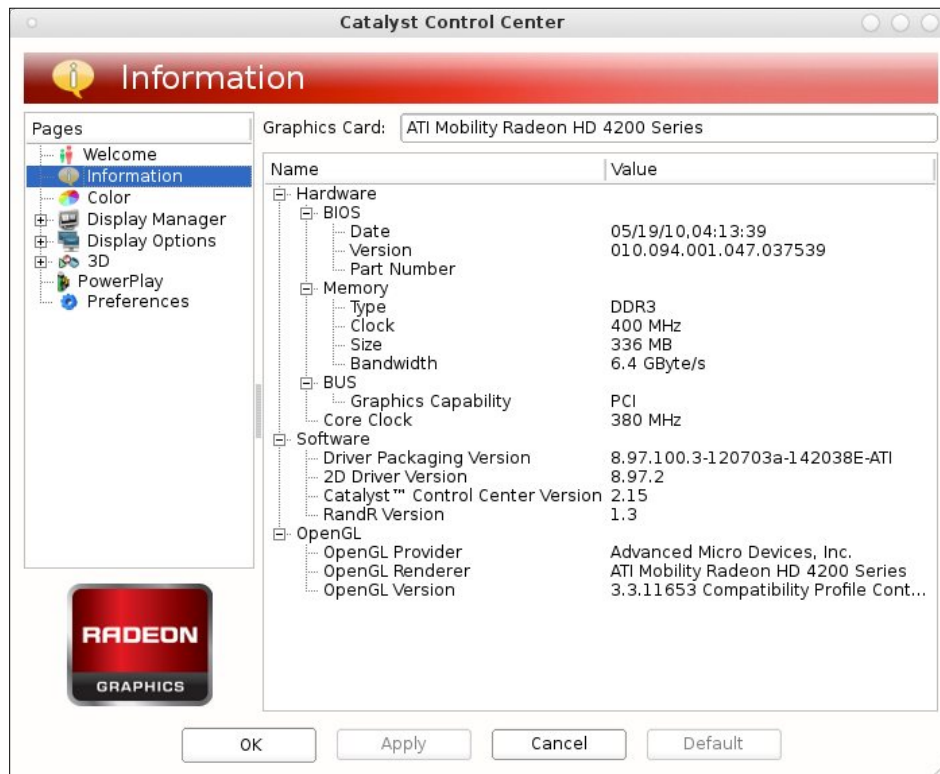 Catalyst Control Center
Information
Pages
Welcome
Information
Color
Display Manager
Display Options
3D
PowerPlay
Preferences
Graphics Card: ATI Mobility Radeon HD 4200 Series
Name Value
Hardware
BIOS
Date 05/19/10,04:13:39
Version 010.094.001.047.037539
Part Number
Memory
Type DDR3
Clock 400 MHz
Size 336 MB
Bandwidth 6.4 GByte/s
BUS
Graphics Capability PCI
Core Clock 380 MHz
Software
Driver Packaging Version 8.97.100.3-120703a-142038E-ATI
2D Driver Version 8.97.2
Catalyst™ Control Center Version 2.15
RandR Version 1.3
OpenGL
OpenGL Provider Advanced Micro Devices, Inc.
OpenGL Renderer ATI Mobility Radeon HD 4200 Series
OpenGL Version 3.3.11653 Compatibility Profile Cont...
RADEON
GRAPHICS
OK Apply Cancel Default